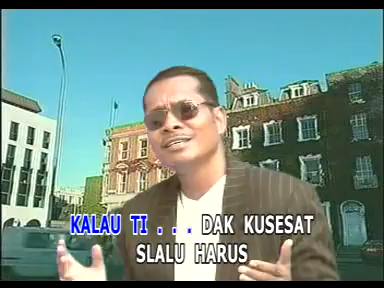 KALAU TI . . . DAK KUSESAT
SLALU HARUS